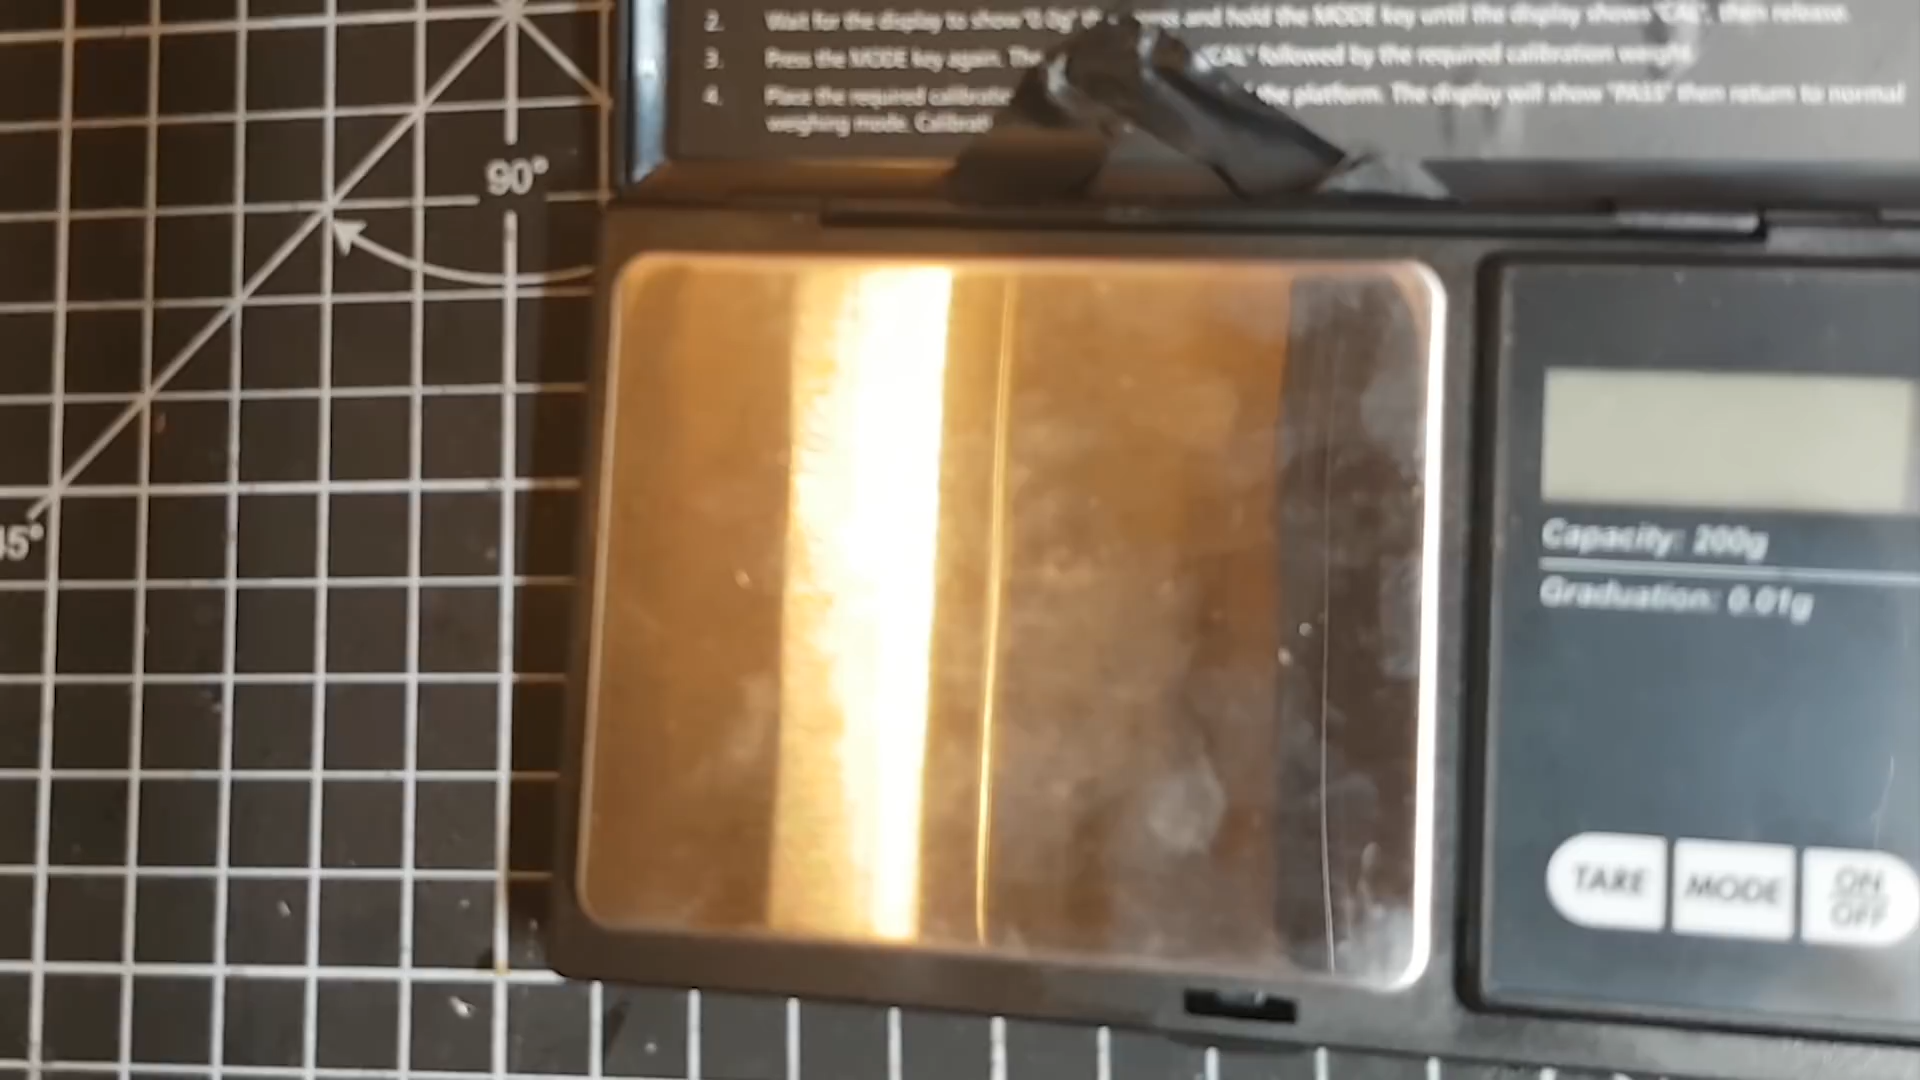 2. Wait for the display to show "0.0g" and hold the MODE key until the display shows "CAL", then release.
3. Press the MODE key again. The "CAL" followed by the required calibration weight.
4. Place the required the platform. The display will show "PASS" then return to normal
weighing mode.
90°
45°
Capacity: 200g
Graduation: 0.01g
TARE MODE ON
OFF